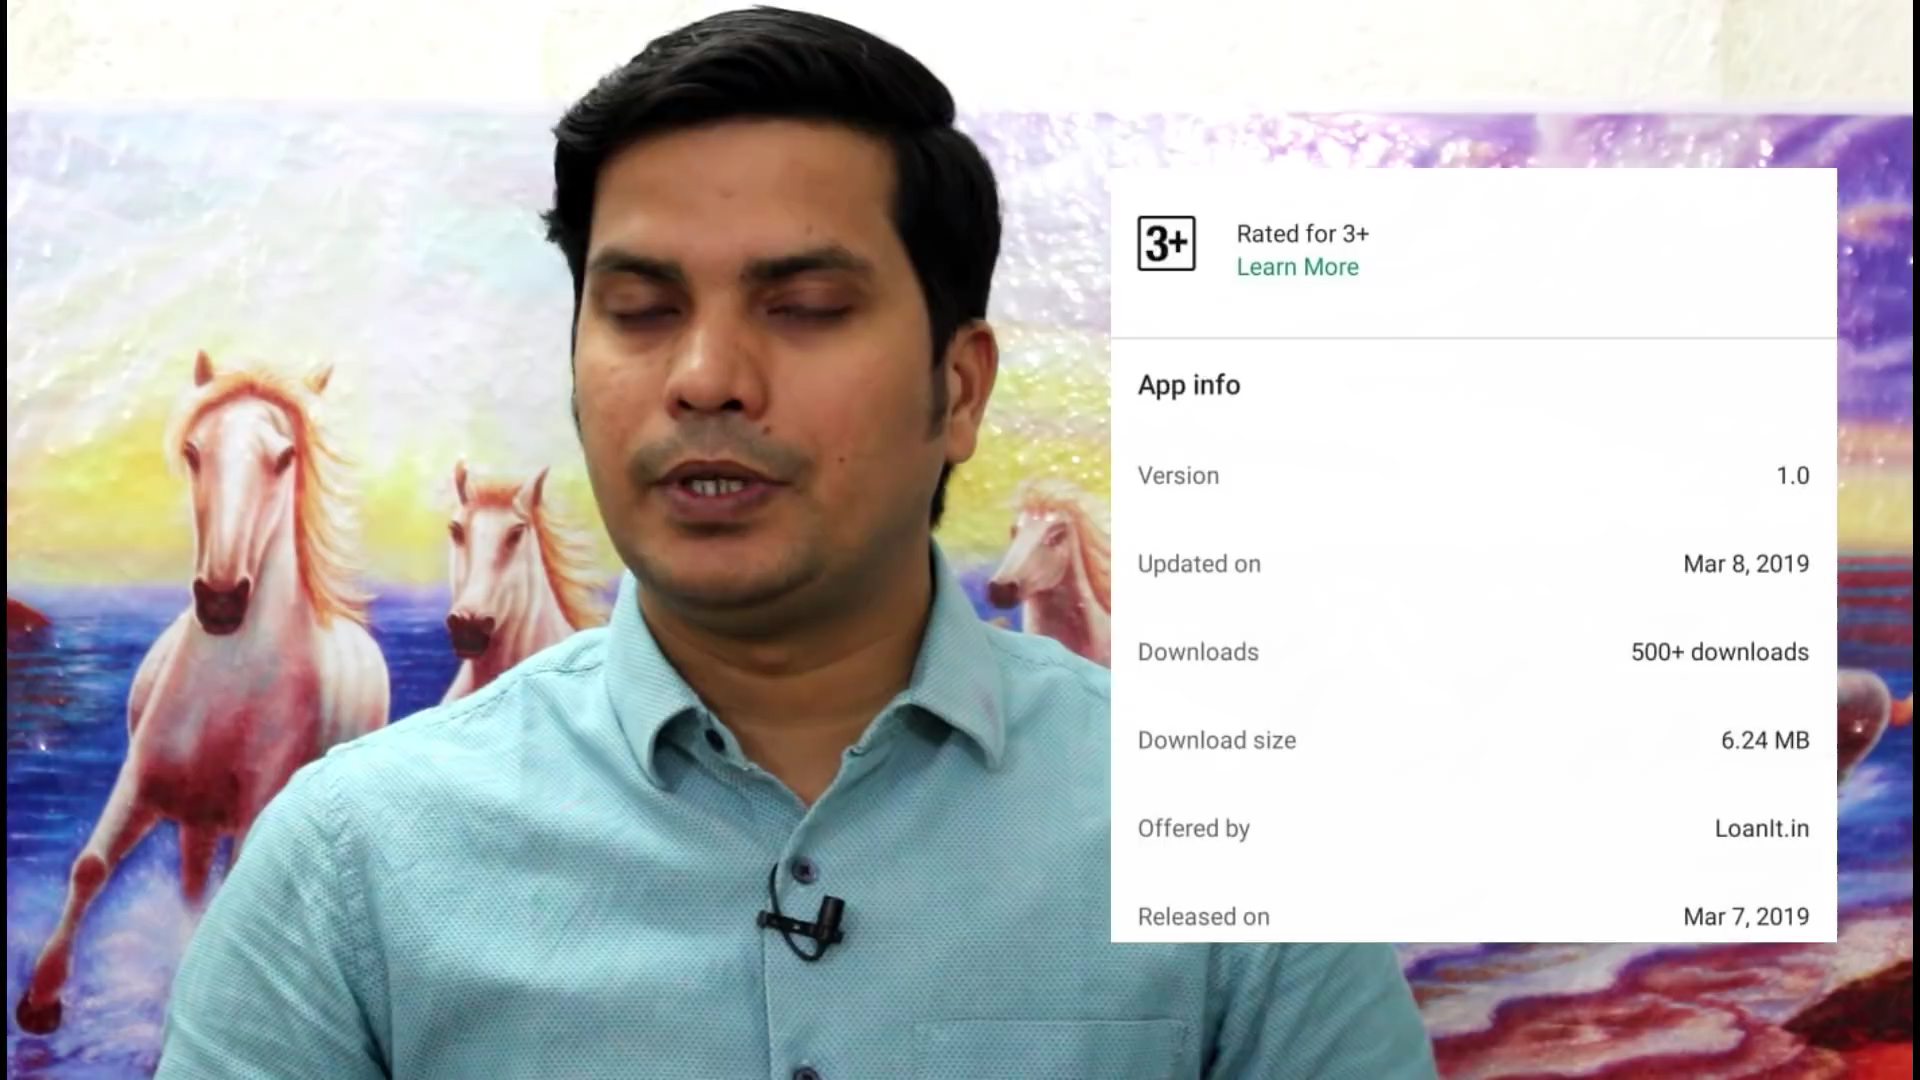 3+
Rated for 3+
Learn More
App info
Version 1.0
Updated on Mar 8, 2019
Downloads 500+ downloads
Download size 6.24 MB
Offered by LoanIt.in
Released on Mar 7, 2019